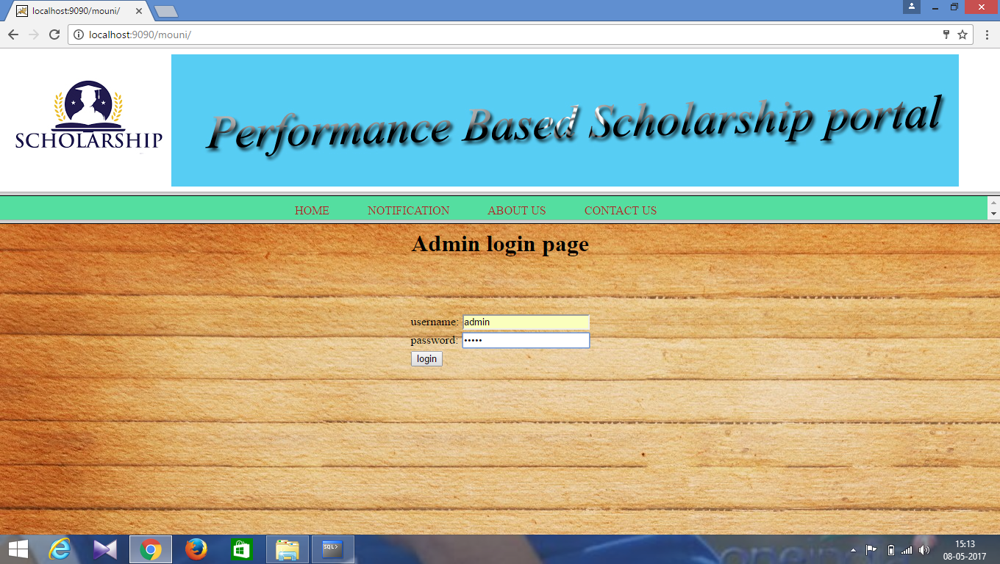 localhost:9090/mouni/
localhost:9090/mouni/
SCHOLARSHIP
Performance Based Scholarship portal
HOME NOTIFICATION ABOUT US CONTACT US
Admin login page
username: admin
password: •••••
login
SQL>
15:13
08-05-2017